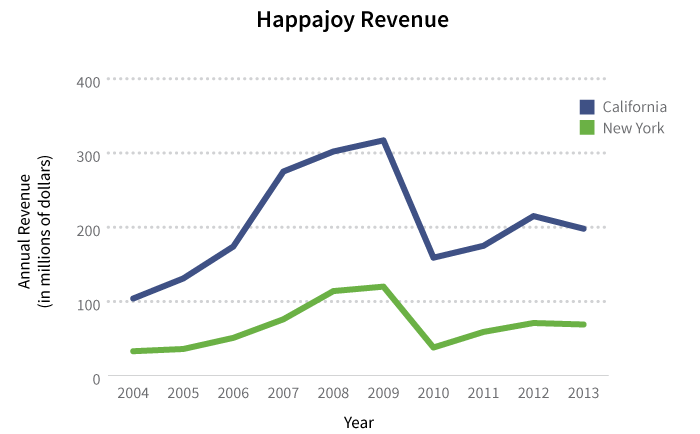 Happajoy Revenue
400
300
200
100
0
Annual Revenue
(in millions of dollars)
California
New York
2004 2005 2006 2007 2008 2009 2010 2011 2012 2013
Year